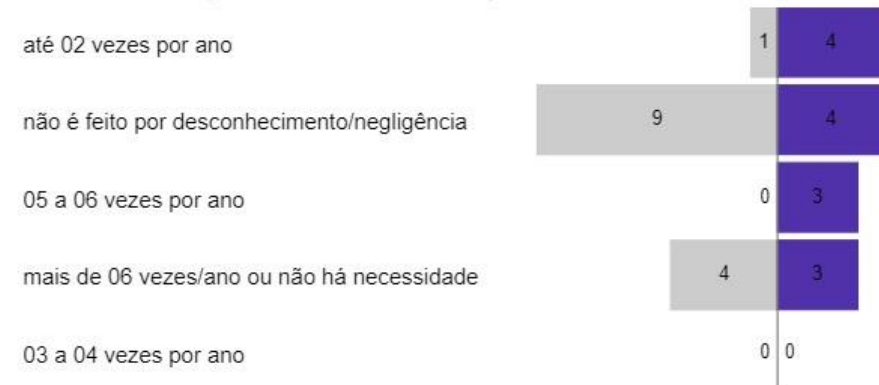 até 02 vezes por ano 1 4
não é feito por desconhecimento/negligência 9 4
05 a 06 vezes por ano 0 3
mais de 06 vezes/ano ou não há necessidade 4 3
03 a 04 vezes por ano 0 0